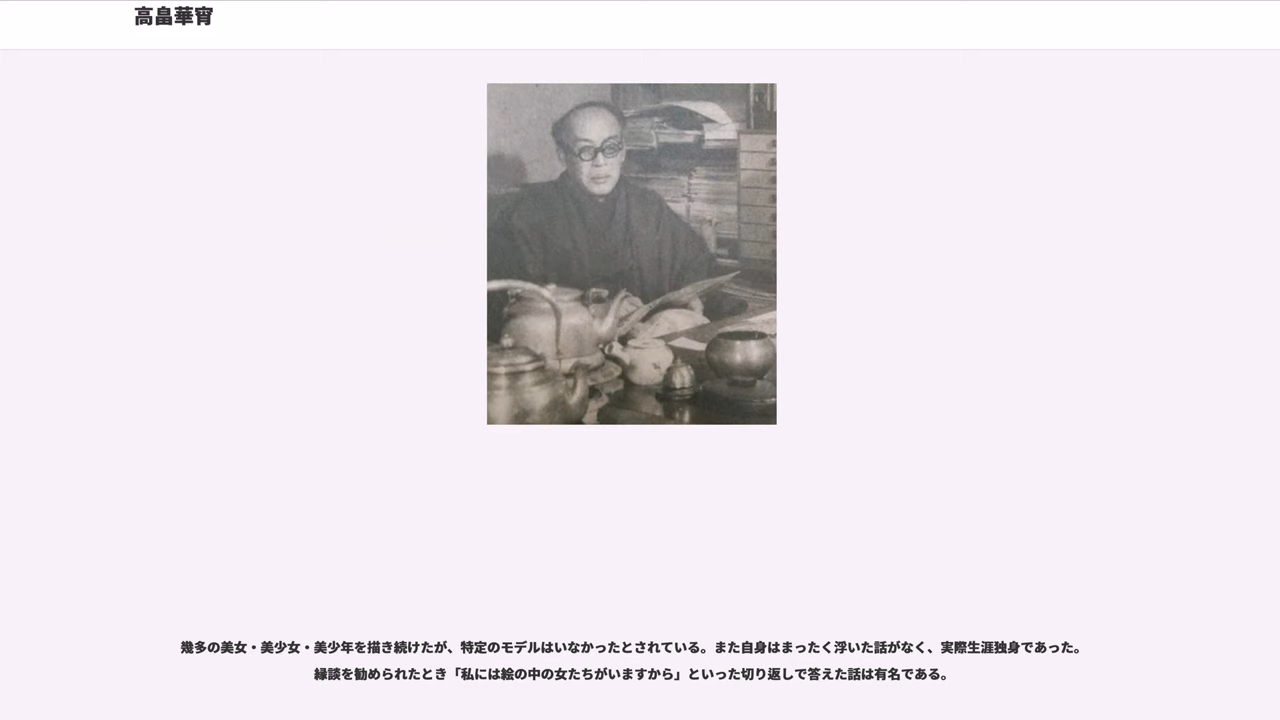 高畠華宵
幾多の美女・美少女・美少年を描き続けたが、特定のモデルはいなかったとされている。また自身はまったく浮いた話がなく、実際生涯独身であった。
縁談を勧められたとき「私には絵の中の女たちがいますから」といった切り返しで答えた話は有名である。